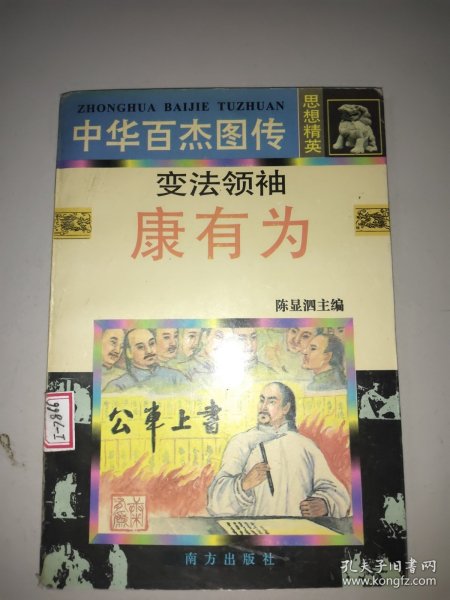 ZHONGHUA BAIJIE TUZHUAN
中华百杰图传
思想精英
变法领袖
康有为
陈显泗主编
公車上書
I-7866
南方出版社
孔夫子旧书网
www.kongfz.com